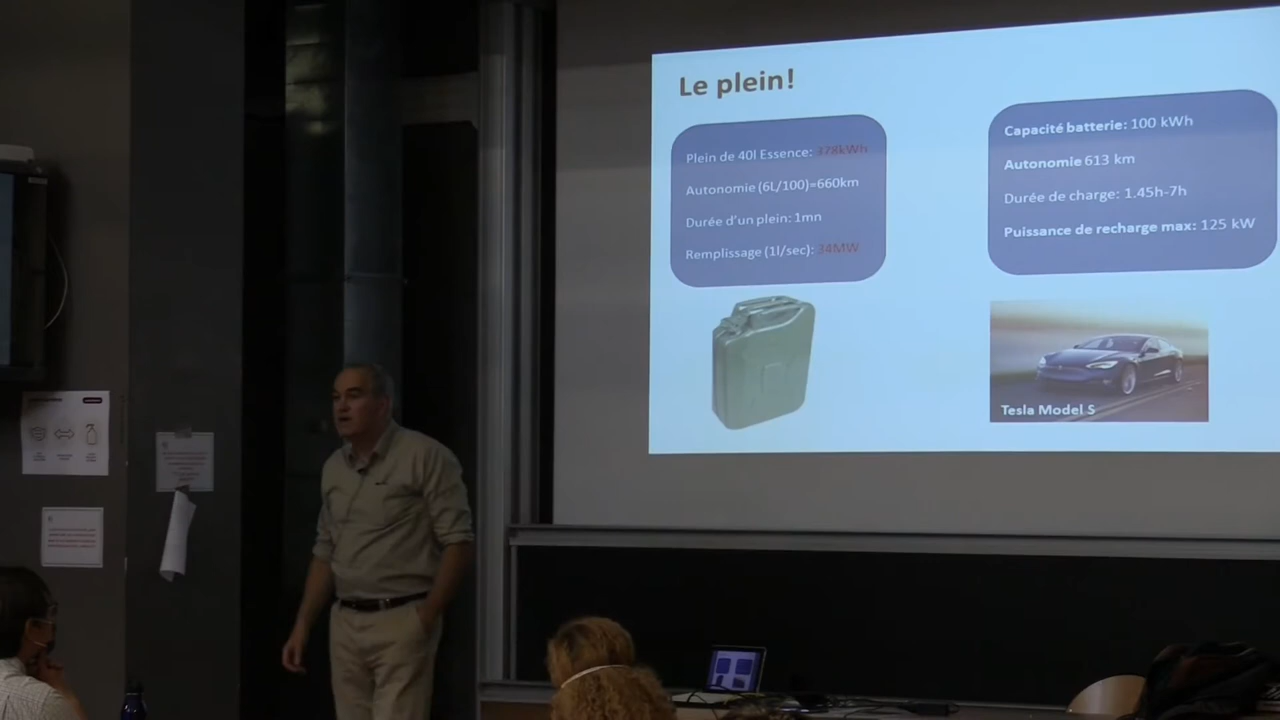 Le plein!
Plein de 40l Essence: 378kWh
Autonomie (6L/100)=660km
Durée d'un plein: 1mn
Remplissage (1l/sec): 34MW
Capacité batterie: 100 kWh
Autonomie 613 km
Durée de charge: 1.45h-7h
Puissance de recharge max: 125 kW
Tesla Model S